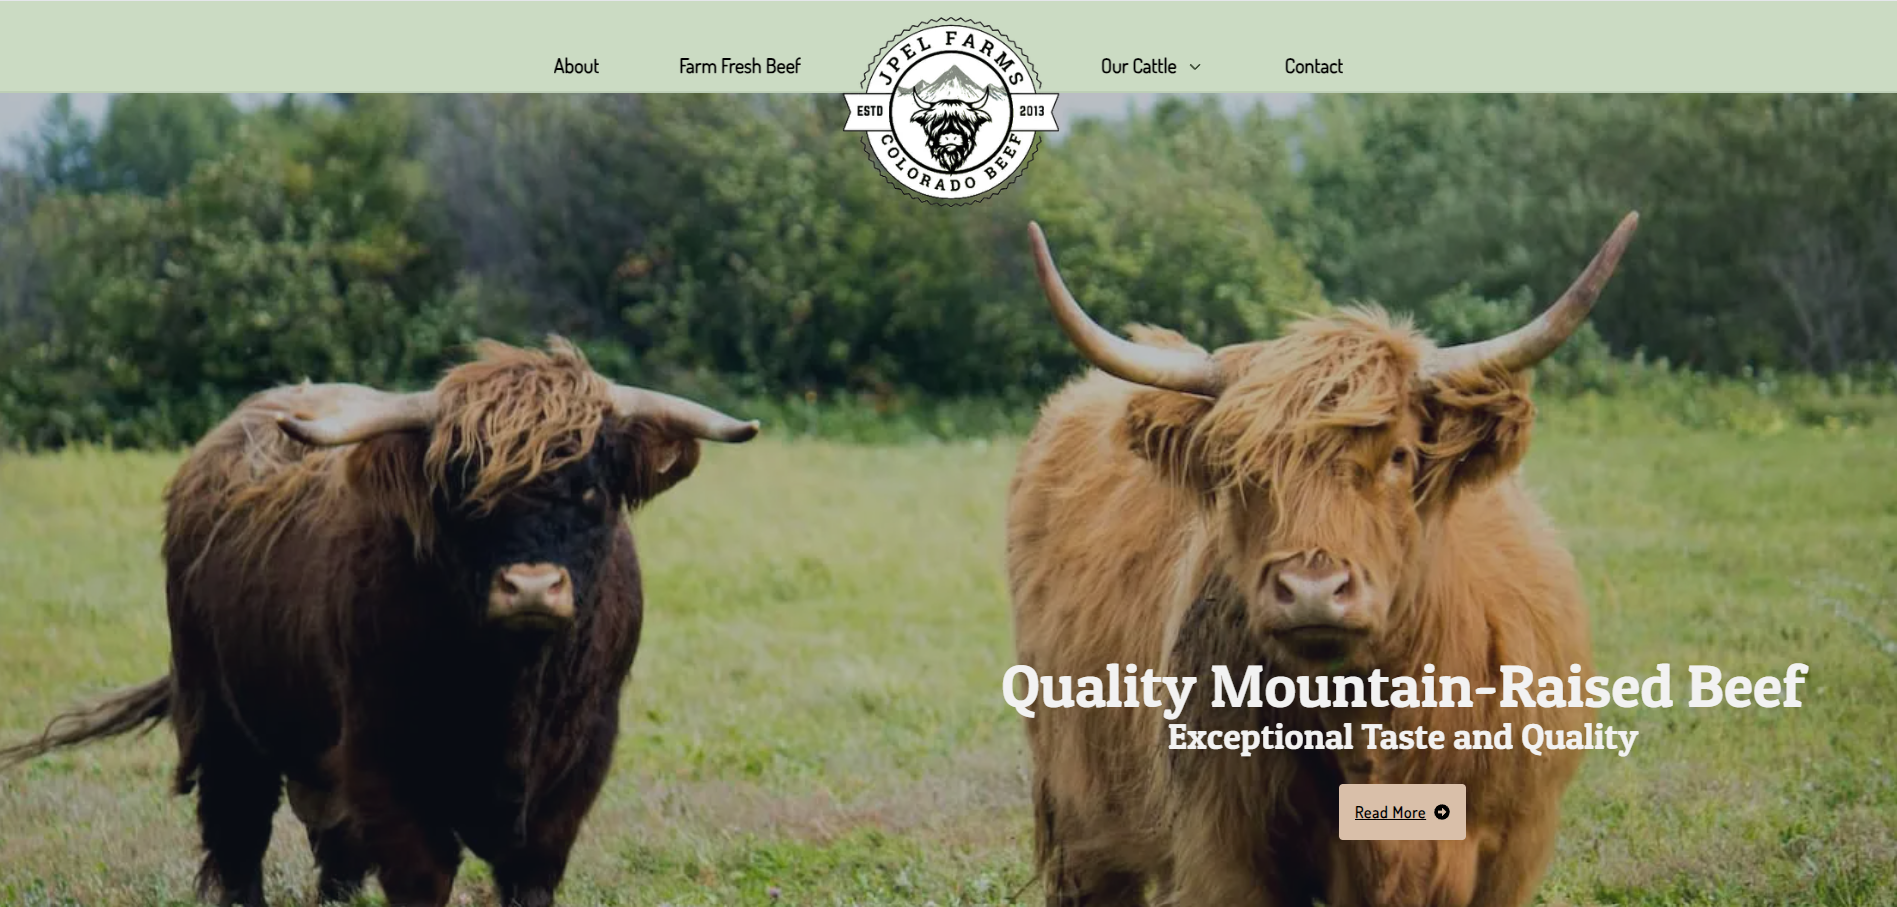 About
Farm Fresh Beef
JPEL FARMS
ESTD
2013
COLORADO BEEF
Our Cattle
Contact
Quality Mountain-Raised Beef
Exceptional Taste and Quality
Read More